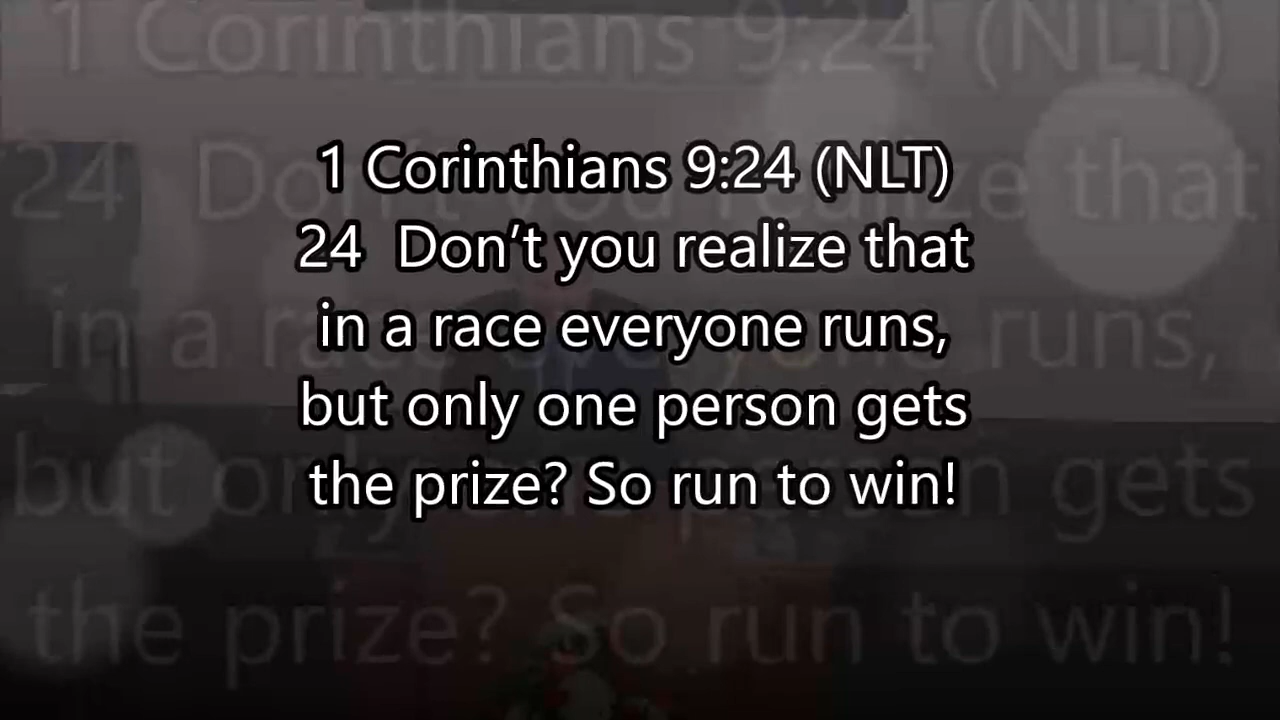 1 Corinthians 9:24 (NLT)
24  Don’t you realize that
in a race everyone runs,
but only one person gets
the prize? So run to win!